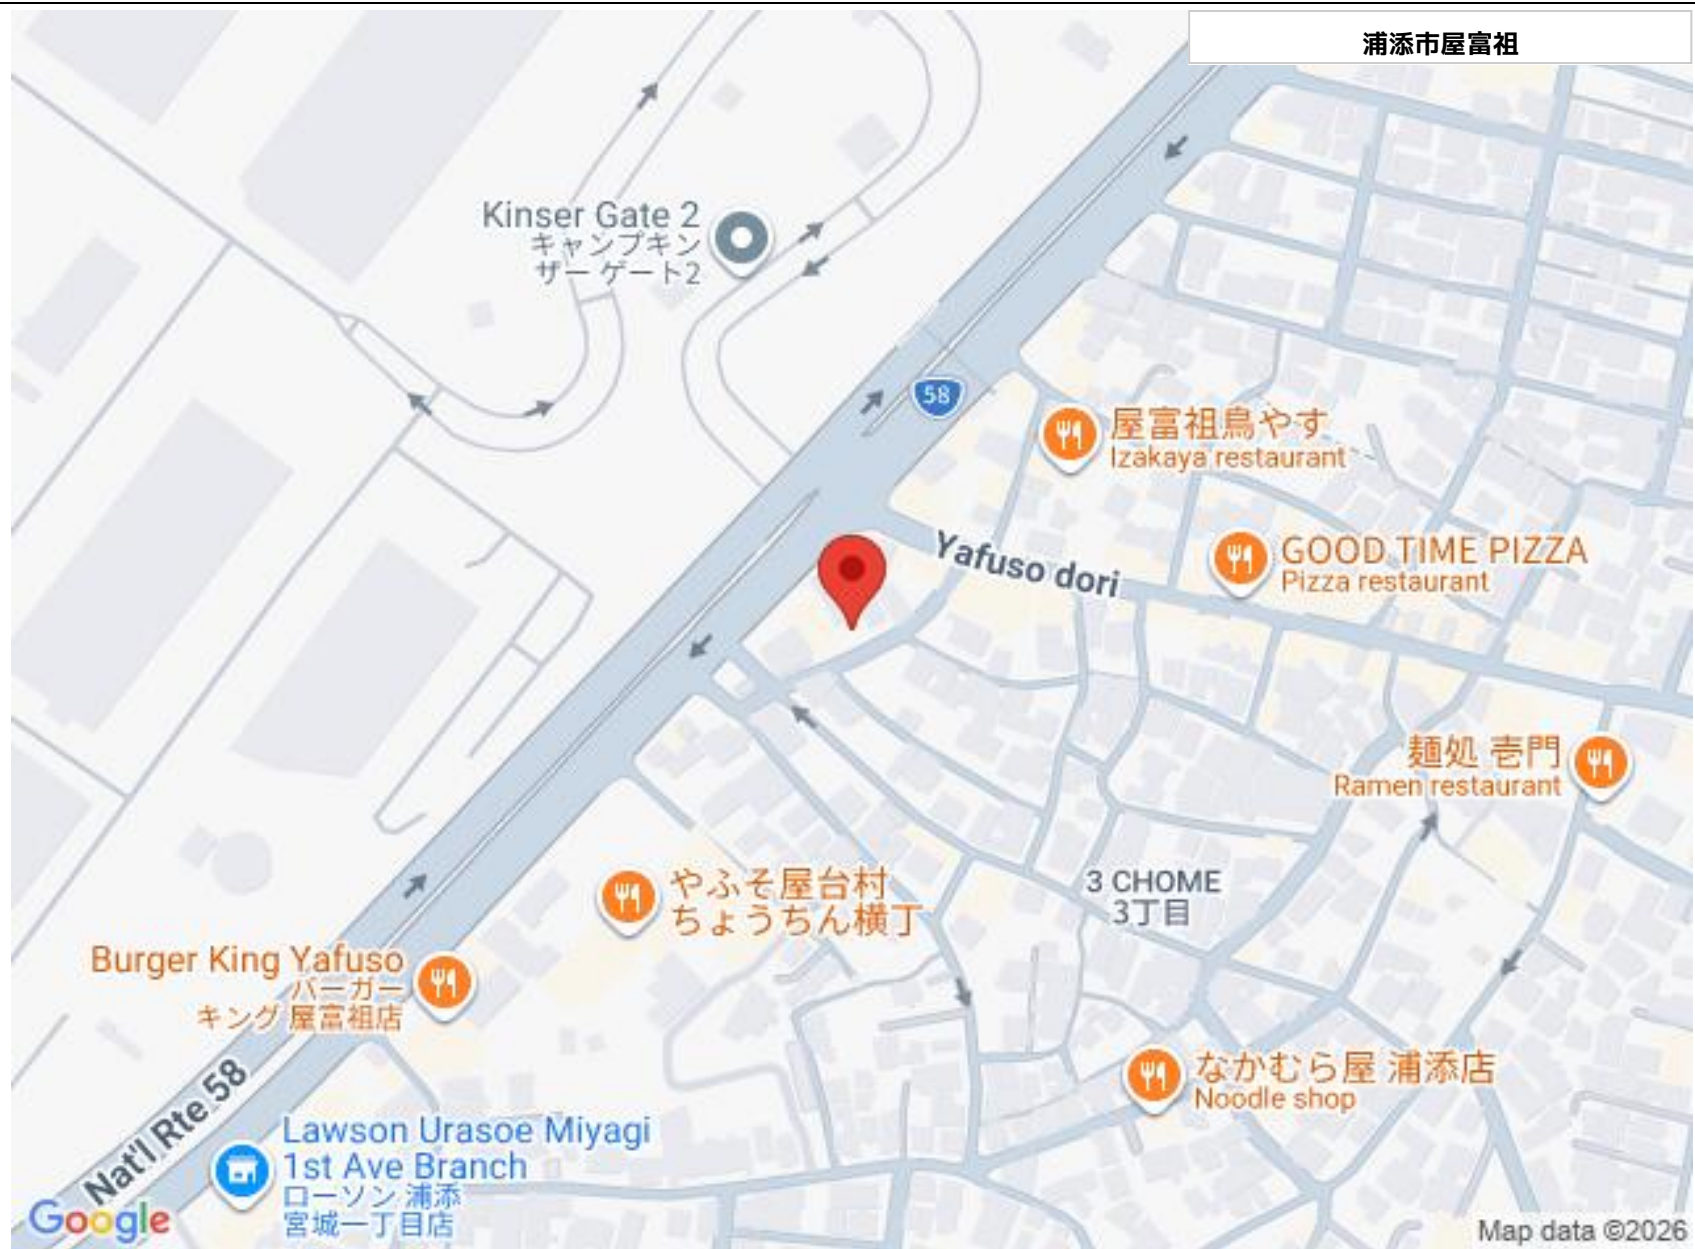 浦添市屋富祖
Kinser Gate 2
キャンプキン
ザー ゲート2
58
屋富祖鳥やす
Izakaya restaurant
Yafuso dori
GOOD TIME PIZZA
Pizza restaurant
麺処 壱門
Ramen restaurant
やふそ屋台村
ちょうちん横丁
3 CHOME
3丁目
Burger King Yafuso
バーガー
キング 屋富祖店
なかむら屋 浦添店
Noodle shop
Nat'l Rte 58
Lawson Urasoe Miyagi
1st Ave Branch
ローソン 浦添
宮城一丁目店
Google
Map data ©2026